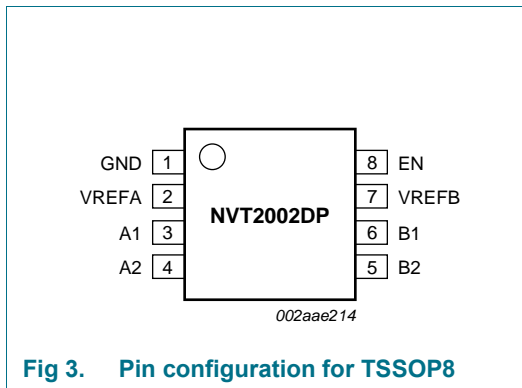 GND 1 8 EN
VREFA 2 7 VREFB
NVT2002DP
A1 3 6 B1
A2 4 5 B2
002aae214
Fig 3. Pin configuration for TSSOP8